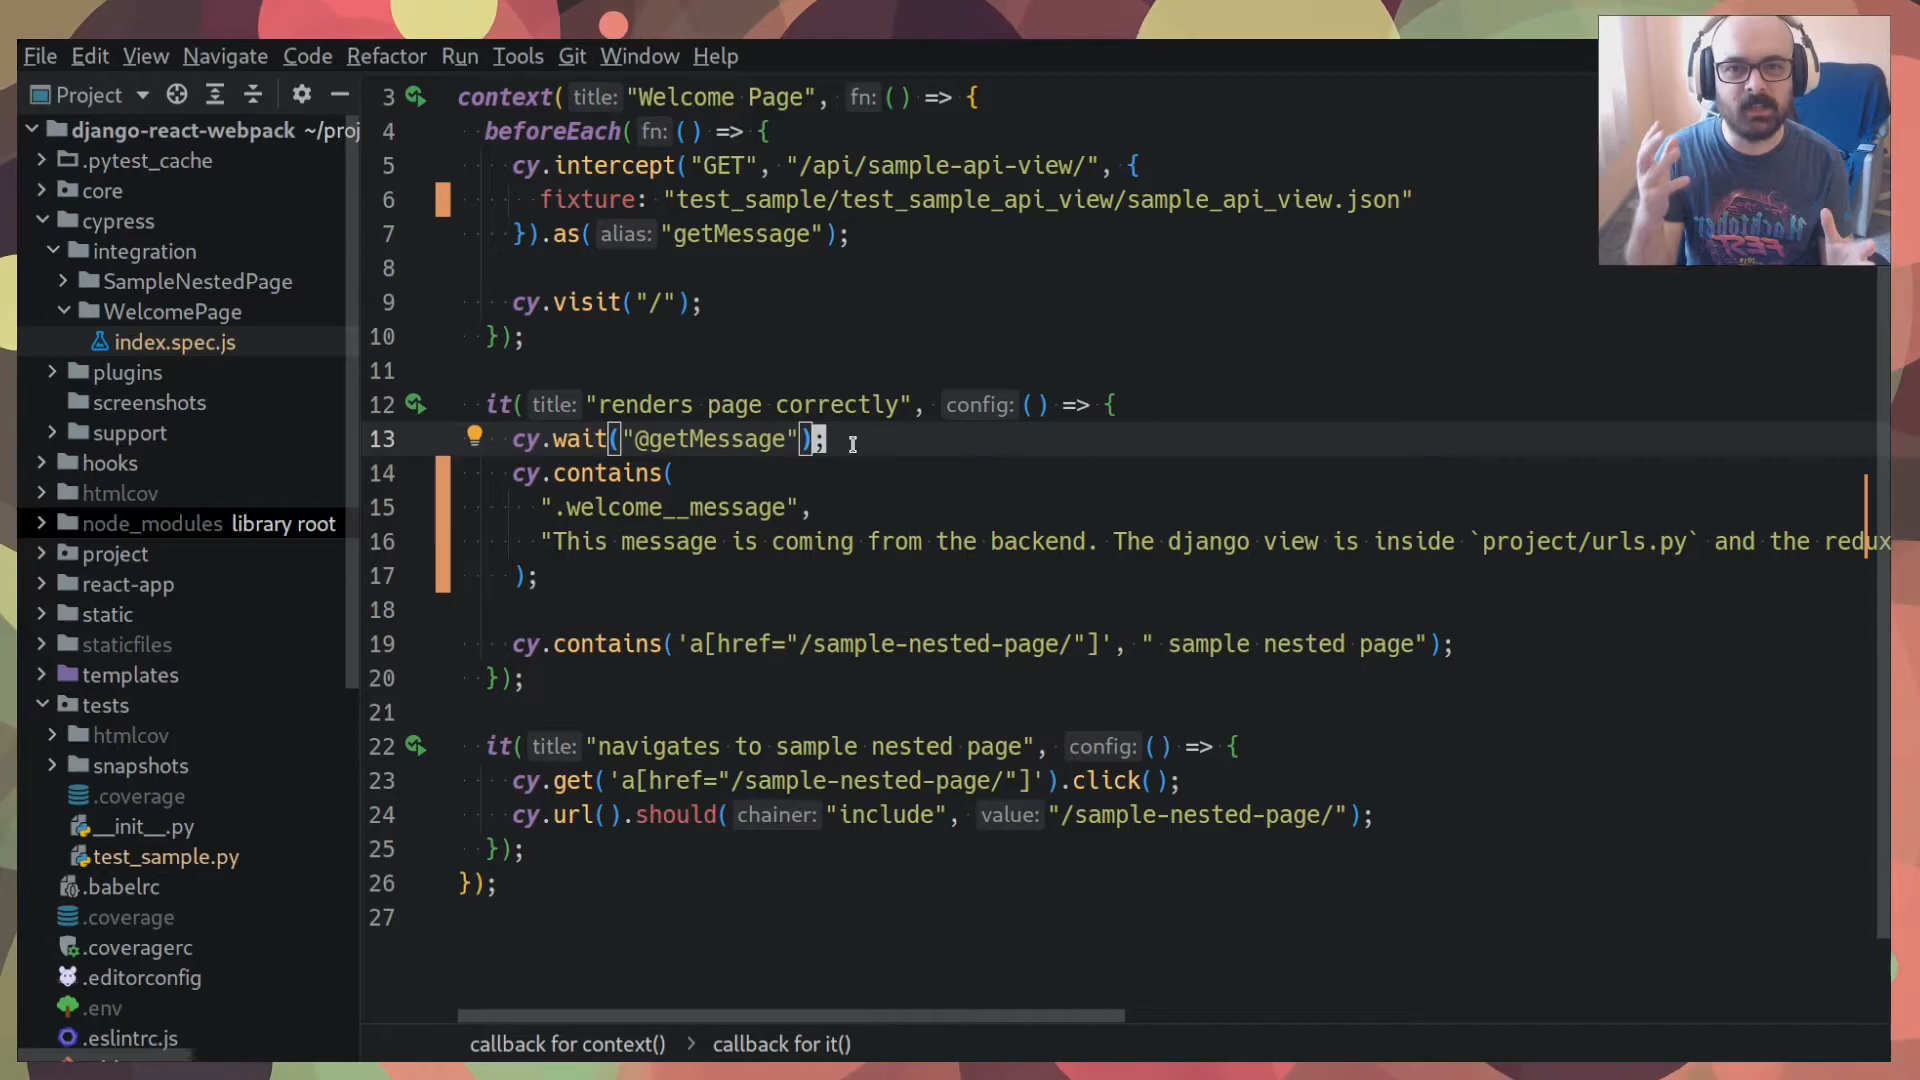 File Edit View Navigate Code Refactor Run Tools Git Window Help
Project
django-react-webpack ~/proj
.pytest_cache
core
cypress
integration
SampleNestedPage
WelcomePage
index.spec.js
plugins
screenshots
support
hooks
htmlcov
node_modules library root
project
react-app
static
staticfiles
templates
tests
htmlcov
snapshots
.coverage
__init__.py
test_sample.py
.babelrc
.coverage
.coveragerc
.editorconfig
.env
.eslintrc.js
3 context( title: "Welcome Page", fn: () => {
4 beforeEach( fn: () => {
5 cy.intercept("GET", "/api/sample-api-view/", {
6 fixture: "test_sample/test_sample_api_view/sample_api_view.json"
7 }).as( alias: "getMessage");
8
9 cy.visit("/");
10 });
11
12 it( title: "renders page correctly", config: () => {
13 cy.wait("@getMessage");
14 cy.contains(
15 ".welcome__message",
16 "This message is coming from the backend. The django view is inside `project/urls.py` and the redux
17 );
18
19 cy.contains('a[href="/sample-nested-page/"]', " sample nested page");
20 });
21
22 it( title: "navigates to sample nested page", config: () => {
23 cy.get('a[href="/sample-nested-page/"]').click();
24 cy.url().should( chainer: "include", value: "/sample-nested-page/");
25 });
26 });
27
callback for context() > callback for it()